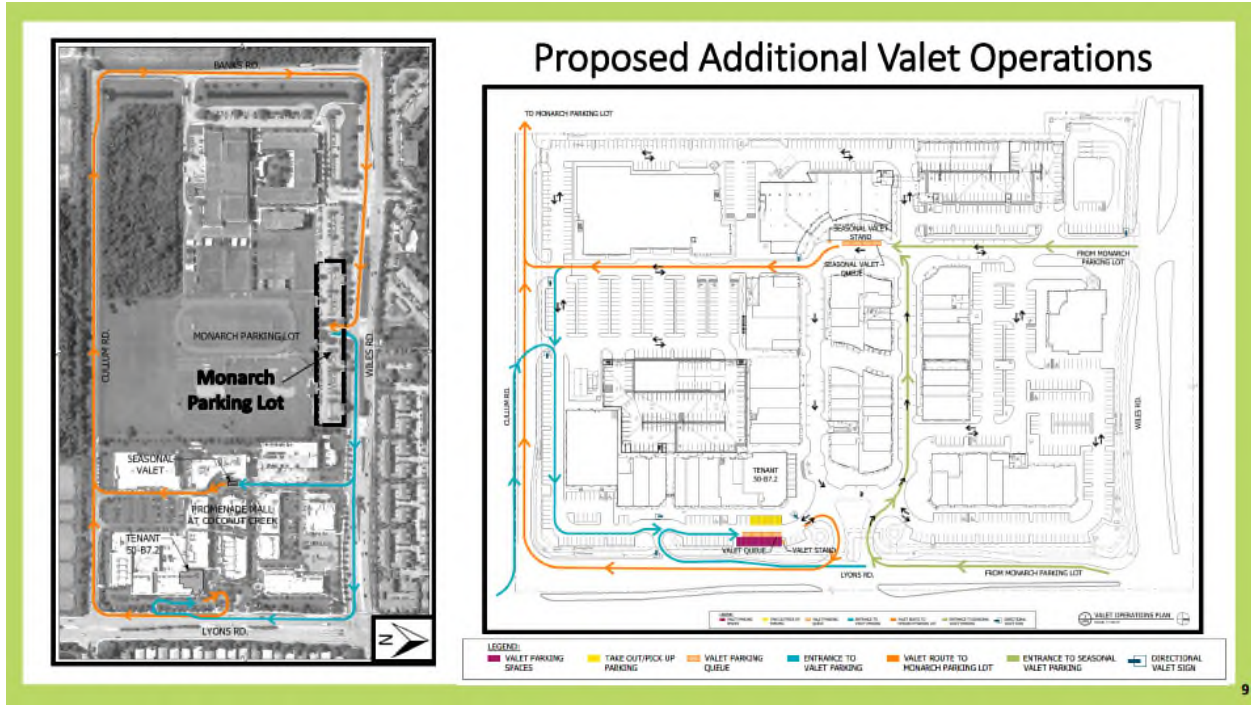 Proposed Additional Valet Operations
BANKS RD.
CULLUM RD.
MONARCH PARKING LOT
Monarch
Parking Lot
WILES RD.
SEASONAL
VALET
PROMENADE MALL
AT COCONUT CREEK
TENANT
50-B7.2
LYONS RD.
N
TO MONARCH PARKING LOT
SEASONAL VALET
STAND
SEASONAL VALET
QUEUE
FROM MONARCH
PARKING LOT
CULLUM RD.
WILES RD.
TENANT
50-B7.2
VALET QUEUE
VALET STAND
LYONS RD.
FROM MONARCH PARKING LOT
VALET OPERATIONS PLAN
LEGEND:
VALET PARKING
SPACES
TAKE OUT/PICK UP
PARKING
VALET PARKING
QUEUE
ENTRANCE TO
VALET PARKING
VALET ROUTE TO
MONARCH PARKING LOT
ENTRANCE TO SEASONAL
VALET PARKING
DIRECTIONAL
VALET SIGN
9